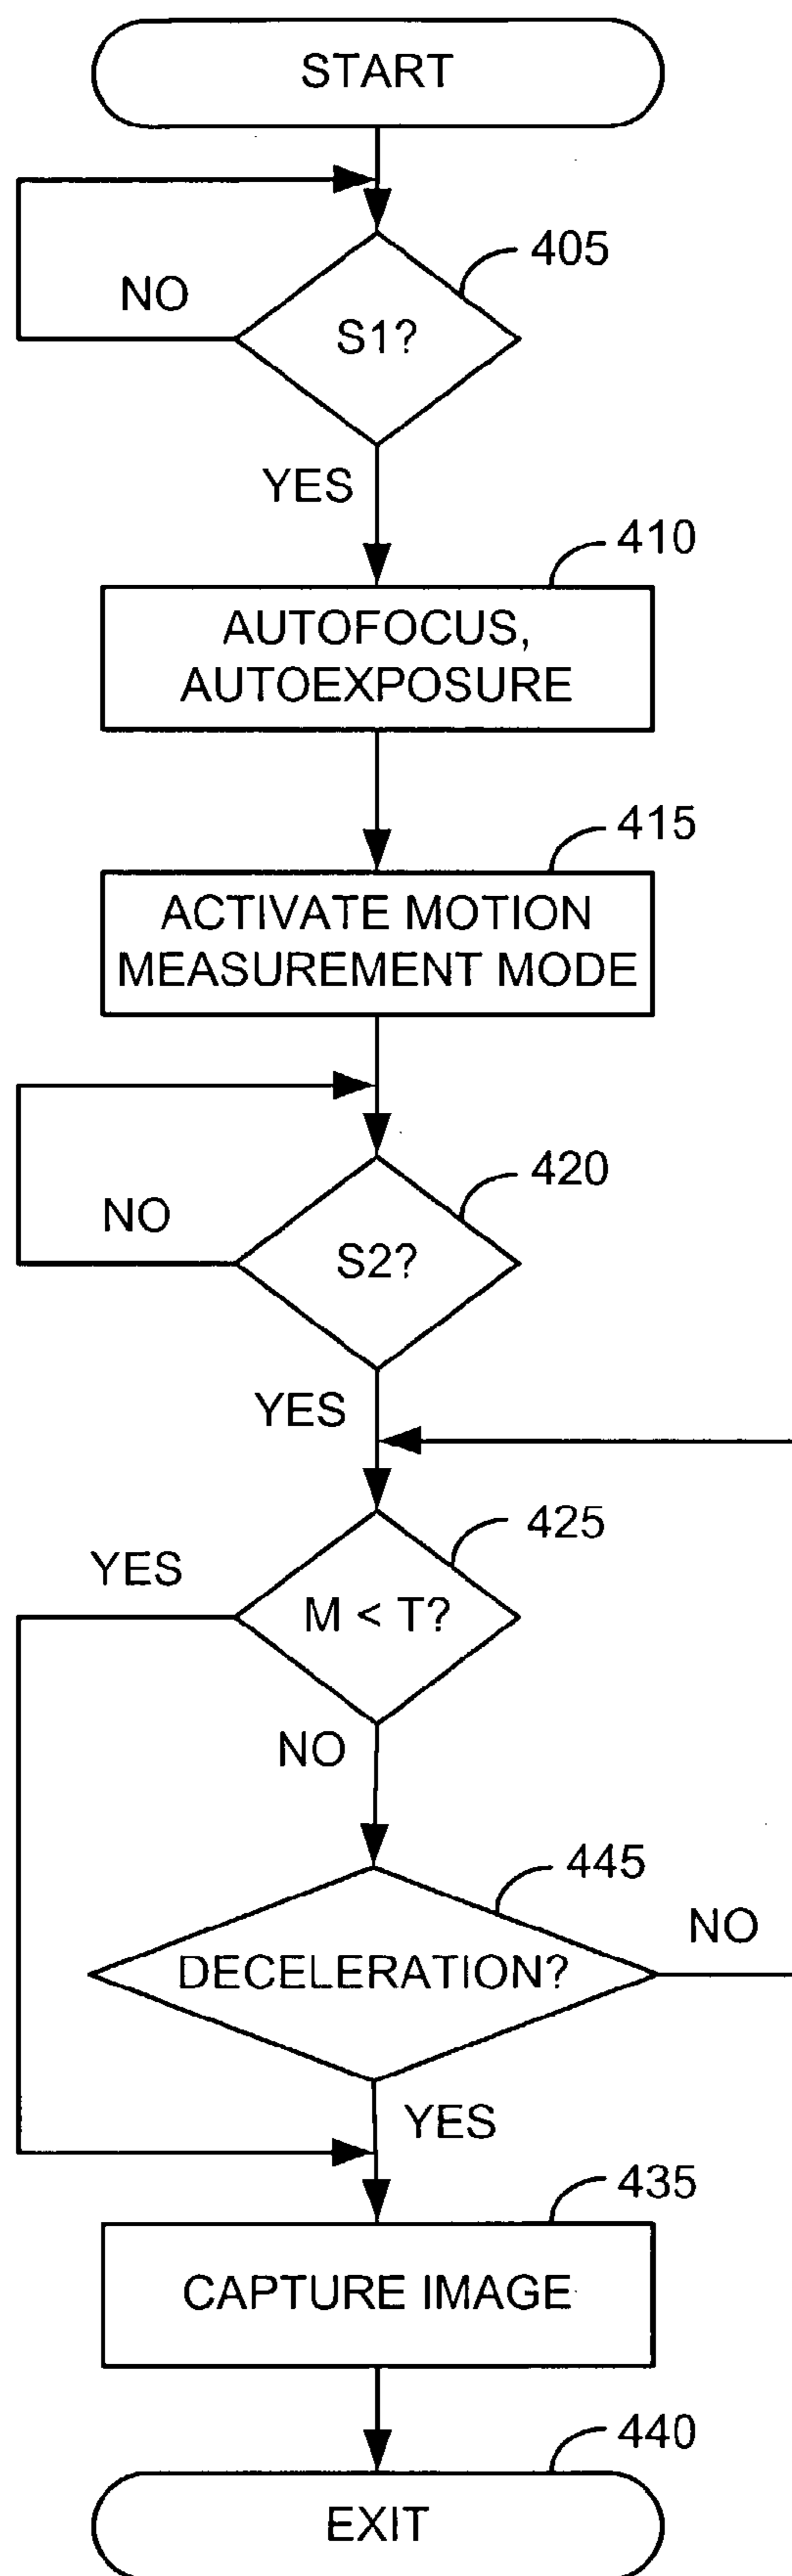 START
405
NO
S1?
YES
410
AUTOFOCUS,
AUTOEXPOSURE
415
ACTIVATE MOTION
MEASUREMENT MODE
420
NO
S2?
YES
425
YES
M < T?
NO
445
NO
DECELERATION?
YES
435
CAPTURE IMAGE
440
EXIT